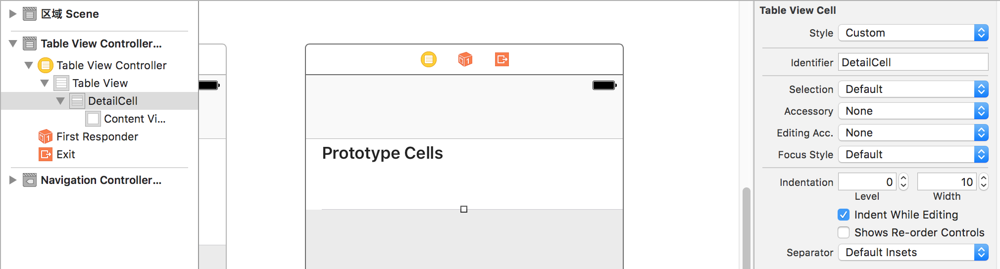 区域 Scene
Table View Controller...
Table View Controller
Table View
DetailCell
Content Vi...
First Responder
Exit
Navigation Controller...
Prototype Cells
Table View Cell
Style Custom
Identifier DetailCell
Selection Default
Accessory None
Editing Acc. None
Focus Style Default
Indentation 0 10
Level Width
Indent While Editing
Shows Re-order Controls
Separator Default Insets